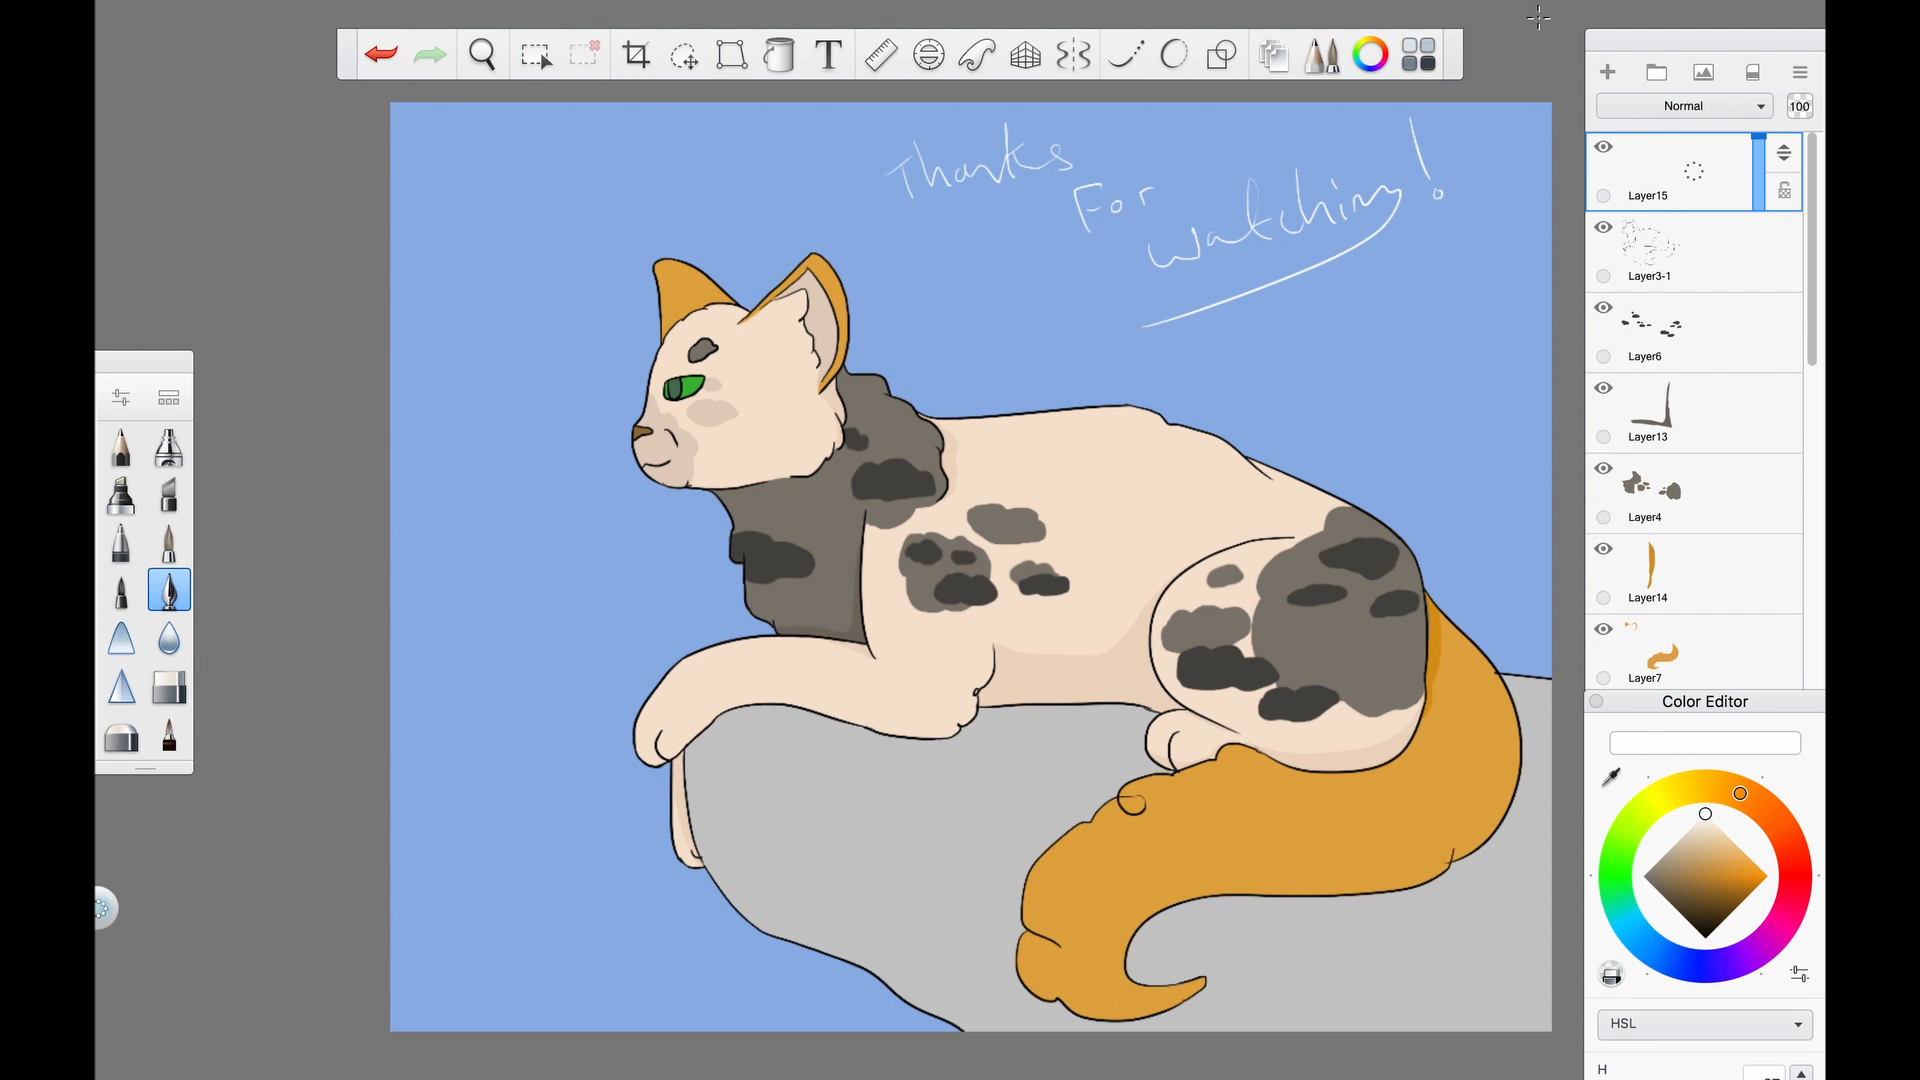 T
Normal
100
Thanks
For
watching!
Layer15
Layer3-1
Layer6
Layer13
Layer4
Layer14
Layer7
Color Editor
HSL
H